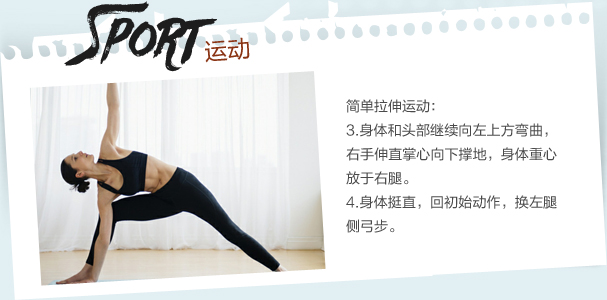 SPORT 运动
简单拉伸运动：
3.身体和头部继续向左上方弯曲，
右手伸直掌心向下撑地，身体重心
放于右腿。
4.身体挺直，回初始动作，换左腿
侧弓步。